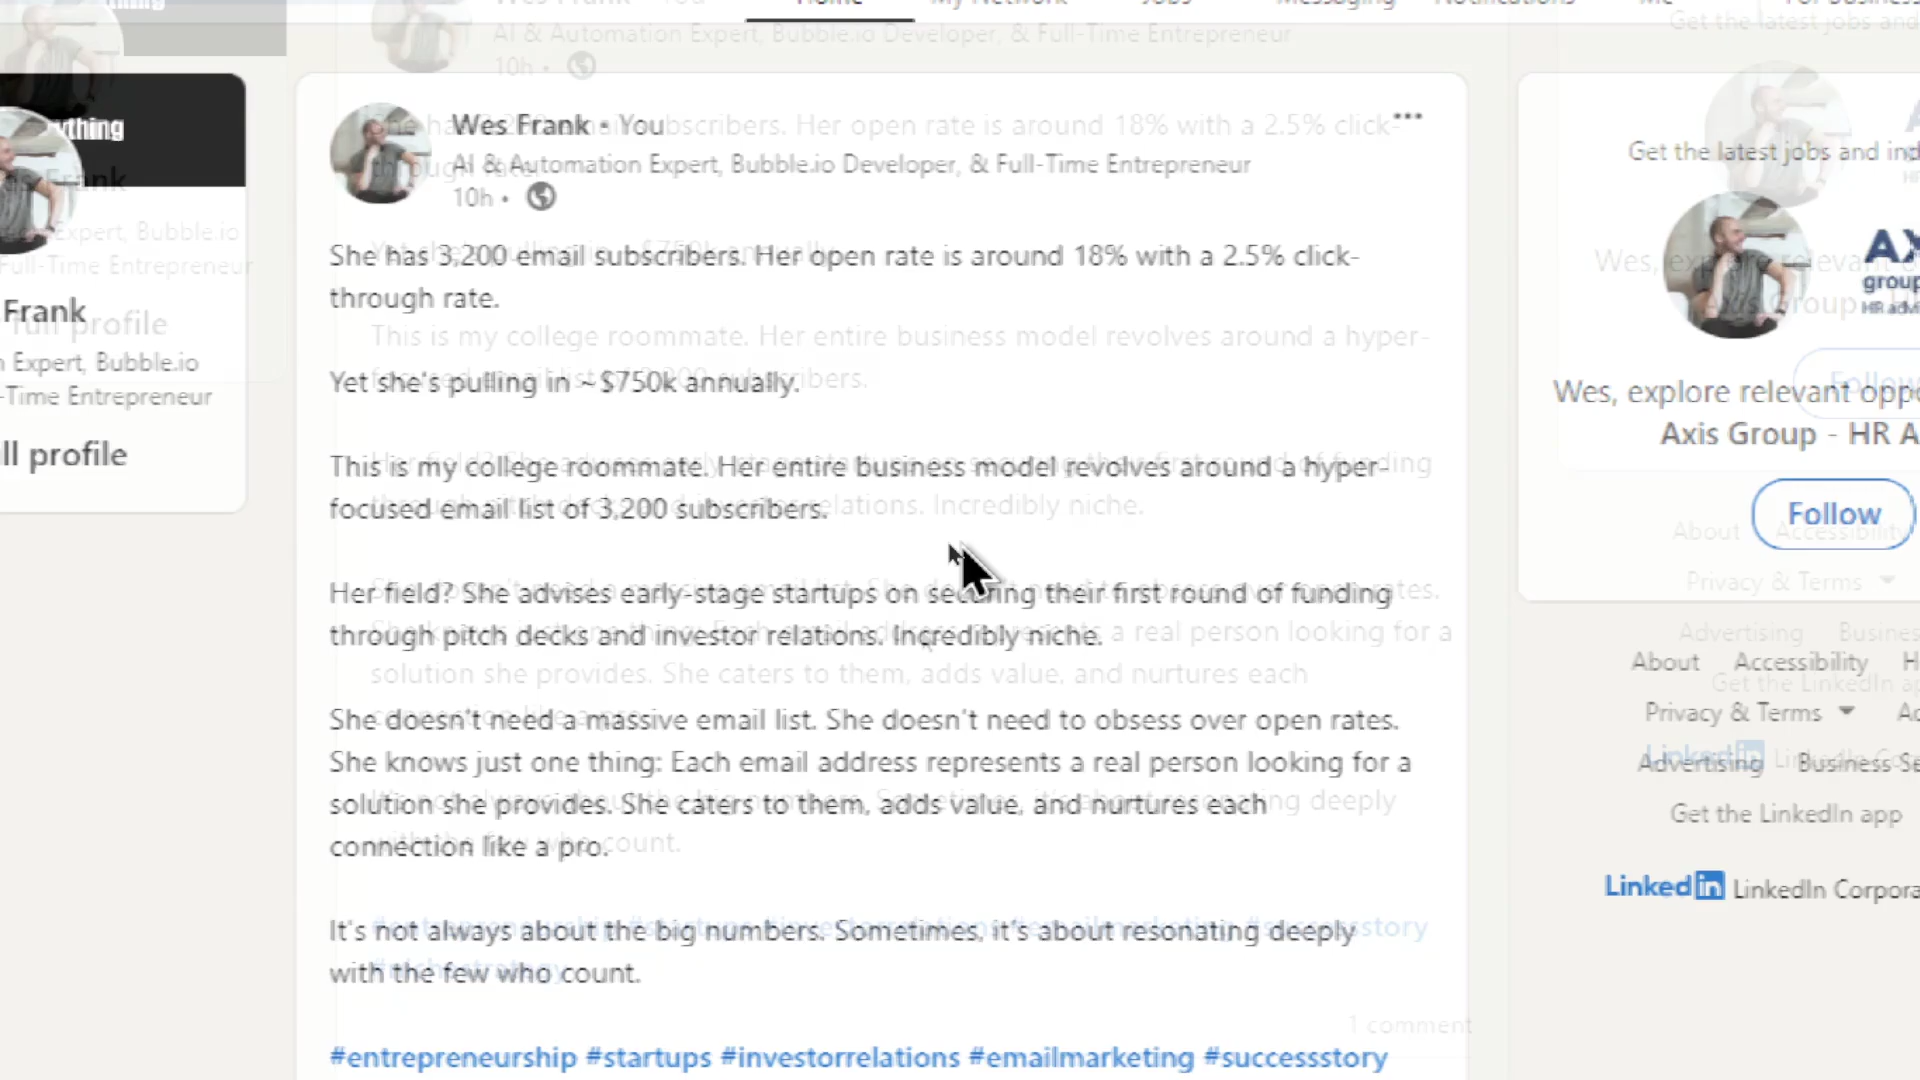 Wes Frank • You
AI & Automation Expert, Bubble.io Developer, & Full-Time Entrepreneur
10h •
She has 3,200 email subscribers. Her open rate is around 18% with a 2.5% click-
through rate.
Yet she's pulling in ~$750k annually.
This is my college roommate. Her entire business model revolves around a hyper-
focused email list of 3,200 subscribers.
Her field? She advises early-stage startups on securing their first round of funding
through pitch decks and investor relations. Incredibly niche.
She doesn't need a massive email list. She doesn't need to obsess over open rates.
She knows just one thing: Each email address represents a real person looking for a
solution she provides. She caters to them, adds value, and nurtures each
connection like a pro.
It's not always about the big numbers. Sometimes, it's about resonating deeply
with the few who count.
#entrepreneurship #startups #investorrelations #emailmarketing #successstory
1 comment
ything
Frank
Expert, Bubble.io
-Time Entrepreneur
ll profile
Get the latest jobs and ind
AX
group
HR advi
Wes, explore relevant oppo
Axis Group - HR A
Follow
About Accessibility H
Privacy & Terms
Advertising Business Se
Get the LinkedIn app
LinkedIn LinkedIn Corpora